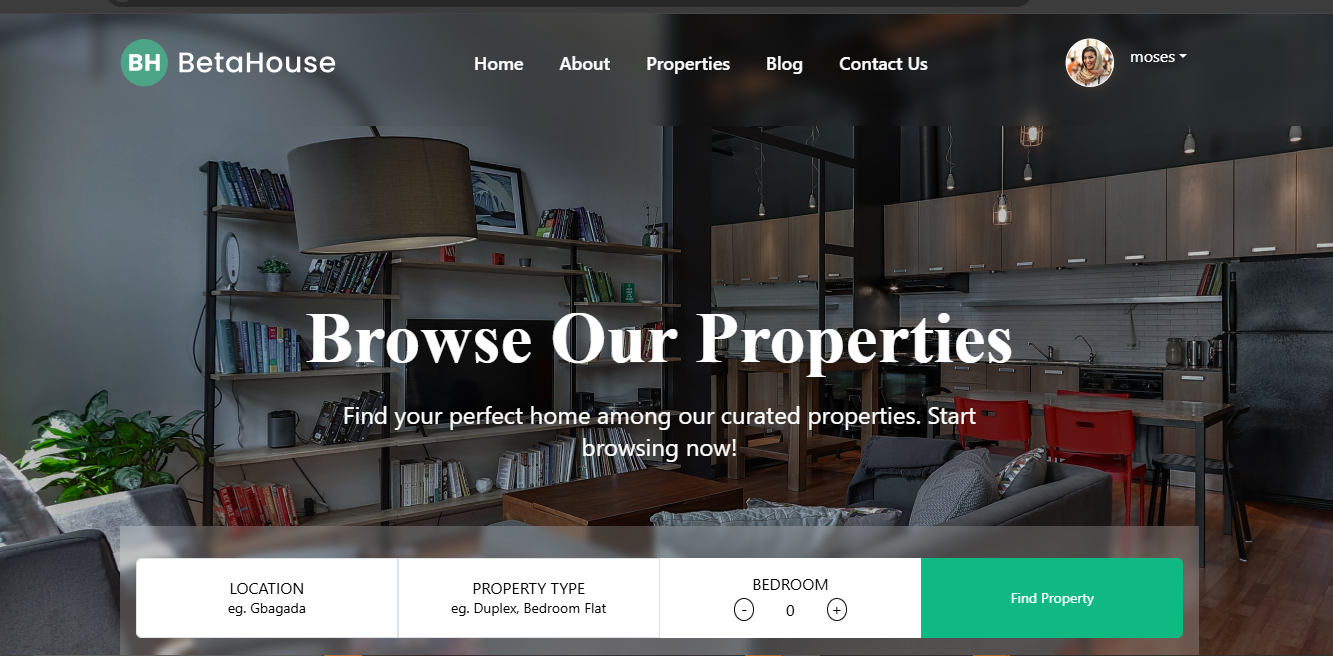 BH BetaHouse
Home About Properties Blog Contact Us
moses
Browse Our Properties
Find your perfect home among our curated properties. Start
browsing now!
LOCATION
eg. Gbagada
PROPERTY TYPE
eg. Duplex, Bedroom Flat
BEDROOM
- 0 +
Find Property